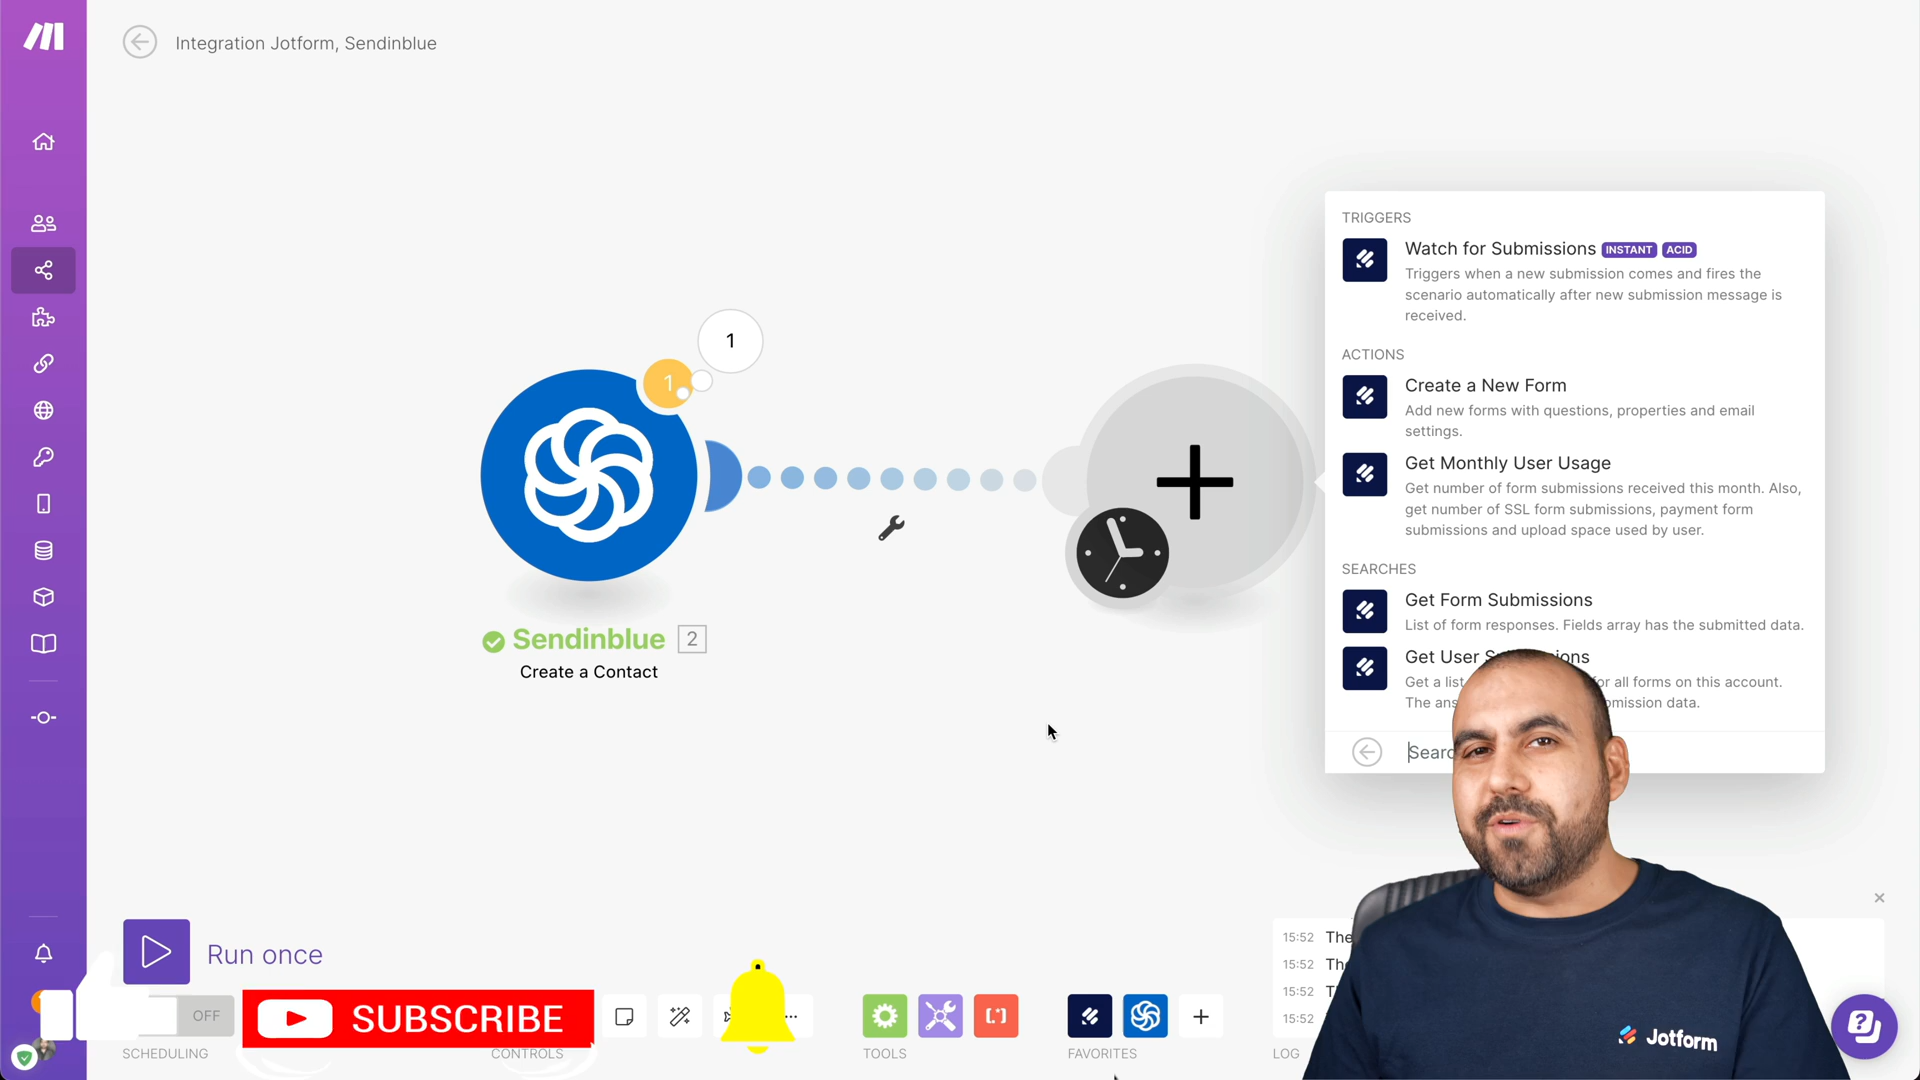 Integration Jotform, Sendinblue
TRIGGERS
Watch for Submissions INSTANT ACID
Triggers when a new submission comes and fires the
scenario automatically after new submission message is
received.
ACTIONS
Create a New Form
Add new forms with questions, properties and email
settings.
Get Monthly User Usage
Get number of form submissions received this month. Also,
get number of SSL form submissions, payment form
submissions and upload space used by user.
SEARCHES
Get Form Submissions
List of form responses. Fields array has the submitted data.
Get User
Get a list for all forms on this account.
The data.
1
1
Sendinblue 2
Create a Contact
Run once
15:52 The
15:52
15:52
15:52
OFF
SUBSCRIBE
SCHEDULING
CONTROLS
TOOLS
FAVORITES
LOG
Jotform